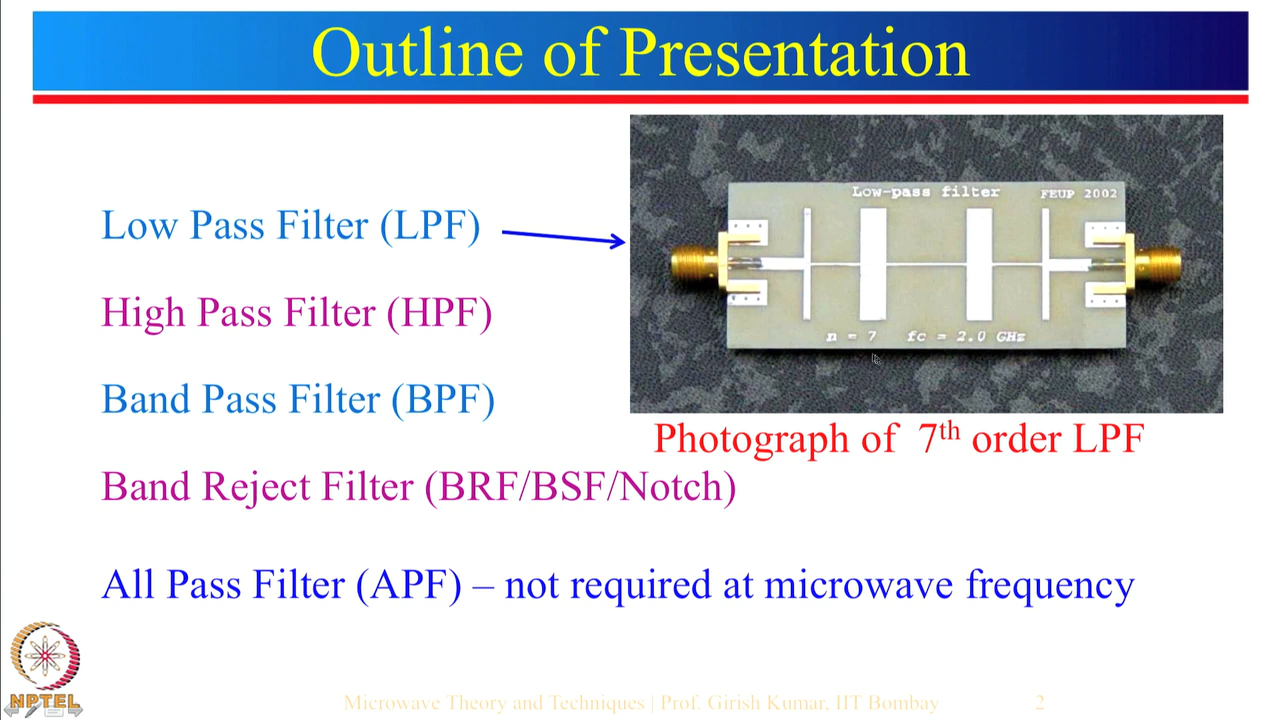 Outline of Presentation
Low Pass Filter (LPF)
High Pass Filter (HPF)
Band Pass Filter (BPF)
Band Reject Filter (BRF/BSF/Notch)
All Pass Filter (APF) – not required at microwave frequency
Low-pass filter FEUP 2002
n = 7 fc = 2.0 GHz
Photograph of 7th order LPF
NPTEL
Microwave Theory and Techniques | Prof. Girish Kumar, IIT Bombay 2